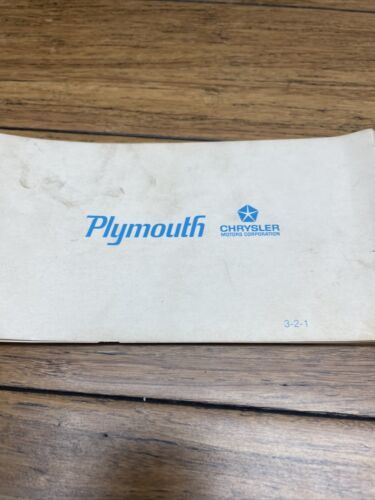 Plymouth
CHRYSLER
MOTORS CORPORATION
3-2-1